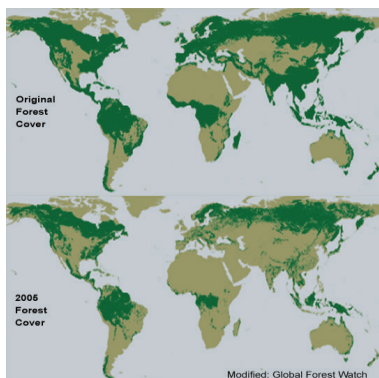 Original
Forest
Cover
2005
Forest
Cover
Modified: Global Forest Watch